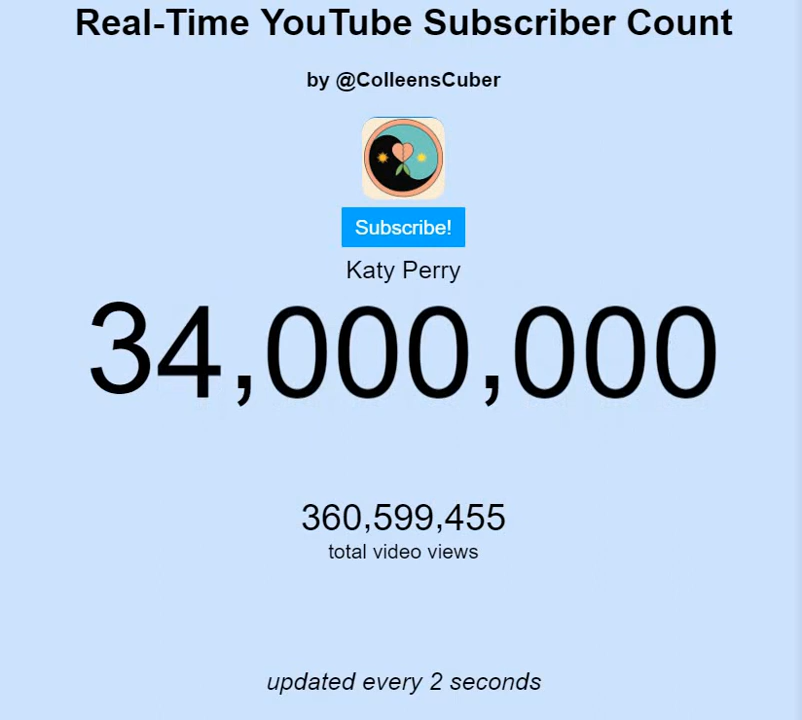 Real-Time YouTube Subscriber Count
by @ColleensCuber
Subscribe!
Katy Perry
34,000,000
360,599,455
total video views
updated every 2 seconds